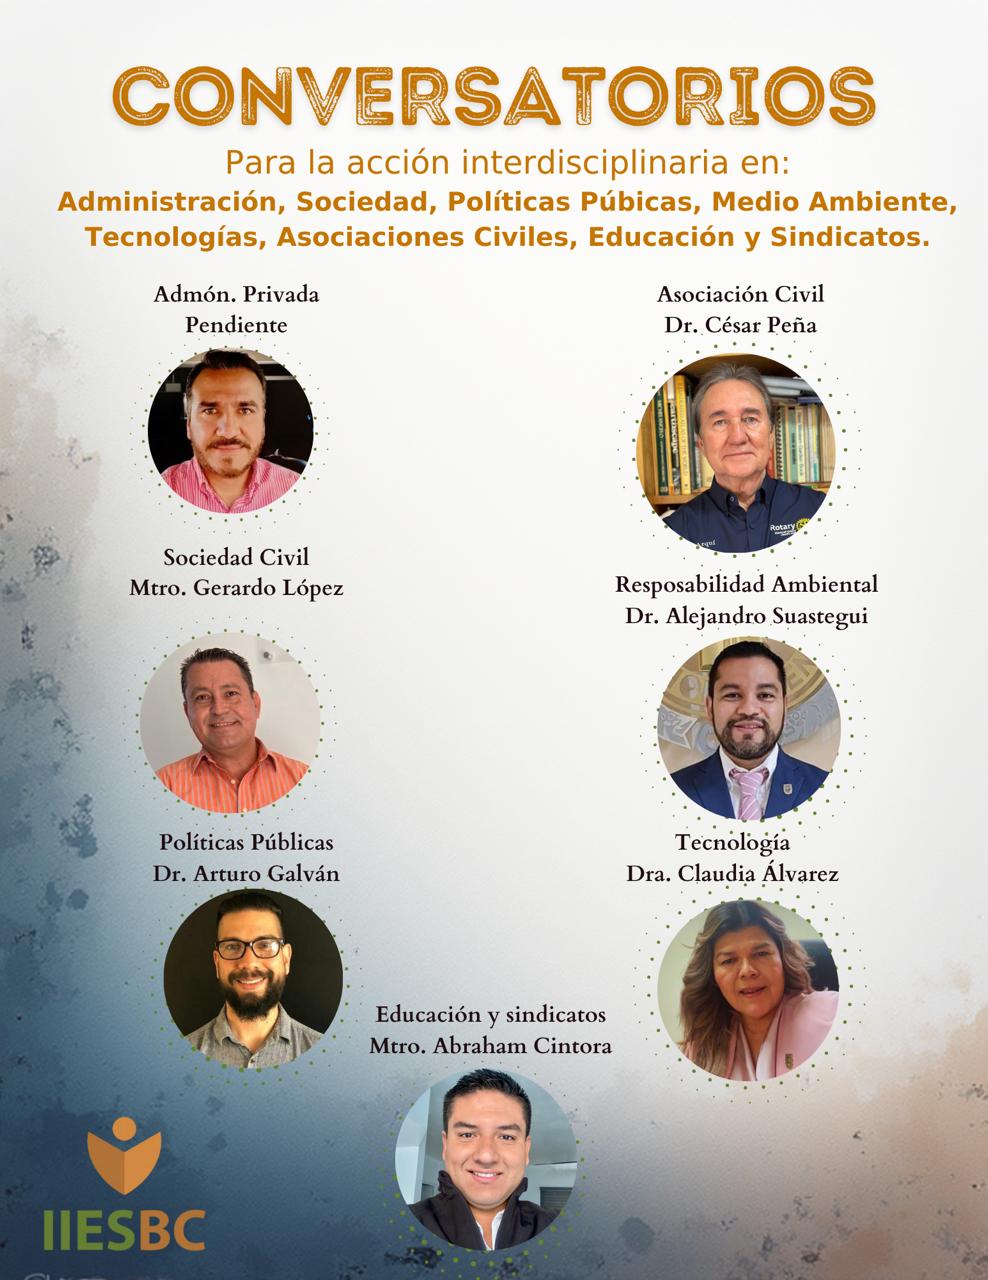 CONVERSATORIOS
Para la acción interdisciplinaria en:
Administración, Sociedad, Políticas Púbicas, Medio Ambiente,
Tecnologías, Asociaciones Civiles, Educación y Sindicatos.
Admón. Privada
Pendiente
Asociación Civil
Dr. César Peña
Rotary
Arqui
Sociedad Civil
Mtro. Gerardo López
Resposabilidad Ambiental
Dr. Alejandro Suastegui
Políticas Públicas
Dr. Arturo Galván
Tecnología
Dra. Claudia Álvarez
Educación y sindicatos
Mtro. Abraham Cintora
IIESBC